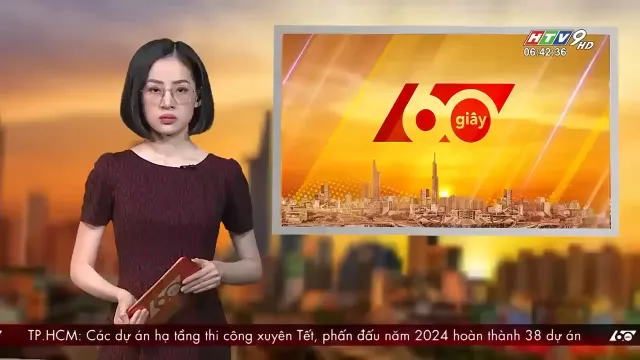 HTV9 HD
06:42:36
60 giây
TP.HCM: Các dự án hạ tầng thi công xuyên Tết, phấn đấu năm 2024 hoàn thành 38 dự án
60